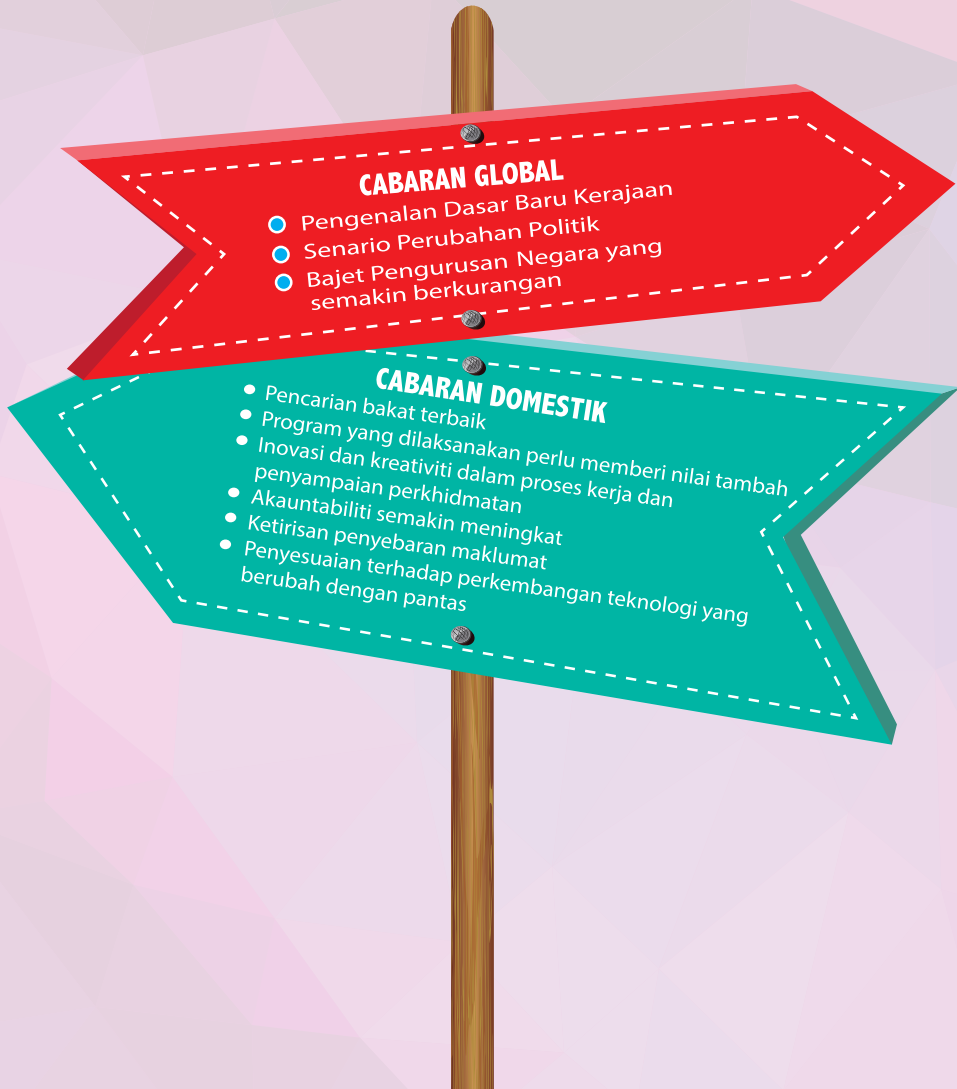 CABARAN GLOBAL
Pengenalan Dasar Baru Kerajaan
Senario Perubahan Politik
Bajet Pengurusan Negara yang
semakin berkurangan
CABARAN DOMESTIK
Pencarian bakat terbaik
Program yang dilaksanakan perlu memberi nilai tambah
Inovasi dan kreativiti dalam proses kerja dan
penyampaian perkhidmatan
Akauntabiliti semakin meningkat
Ketirisan penyebaran maklumat
Penyesuaian terhadap perkembangan teknologi yang
berubah dengan pantas